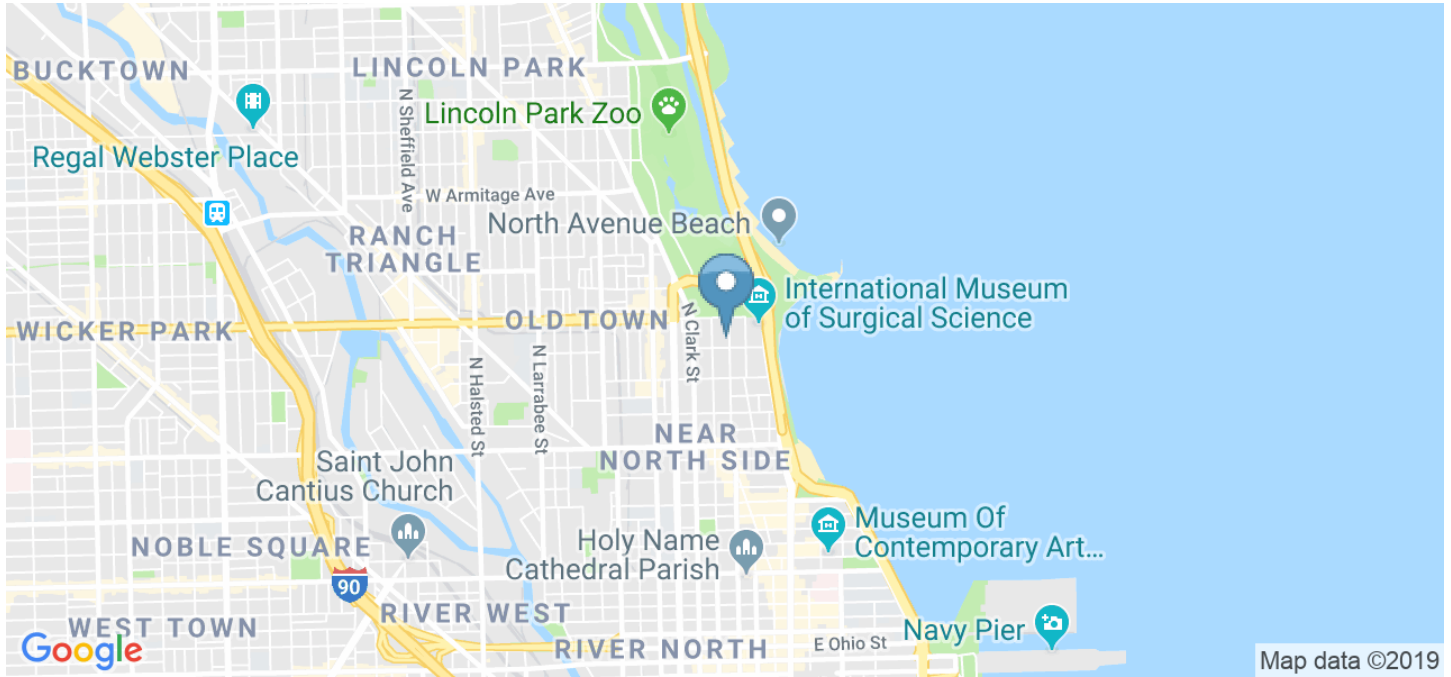 BUCKTOWN
LINCOLN PARK
N Sheffield Ave
Lincoln Park Zoo
Regal Webster Place
W Armitage Ave
North Avenue Beach
RANCH
TRIANGLE
International Museum
of Surgical Science
WICKER PARK
OLD TOWN
N Clark St
N Halsted St
N Larrabee St
NEAR
NORTH SIDE
Saint John
Cantius Church
Museum Of
Contemporary Art...
NOBLE SQUARE
Holy Name
Cathedral Parish
90
RIVER WEST
WEST TOWN
Navy Pier
RIVER NORTH
E Ohio St
Google
Map data ©2019